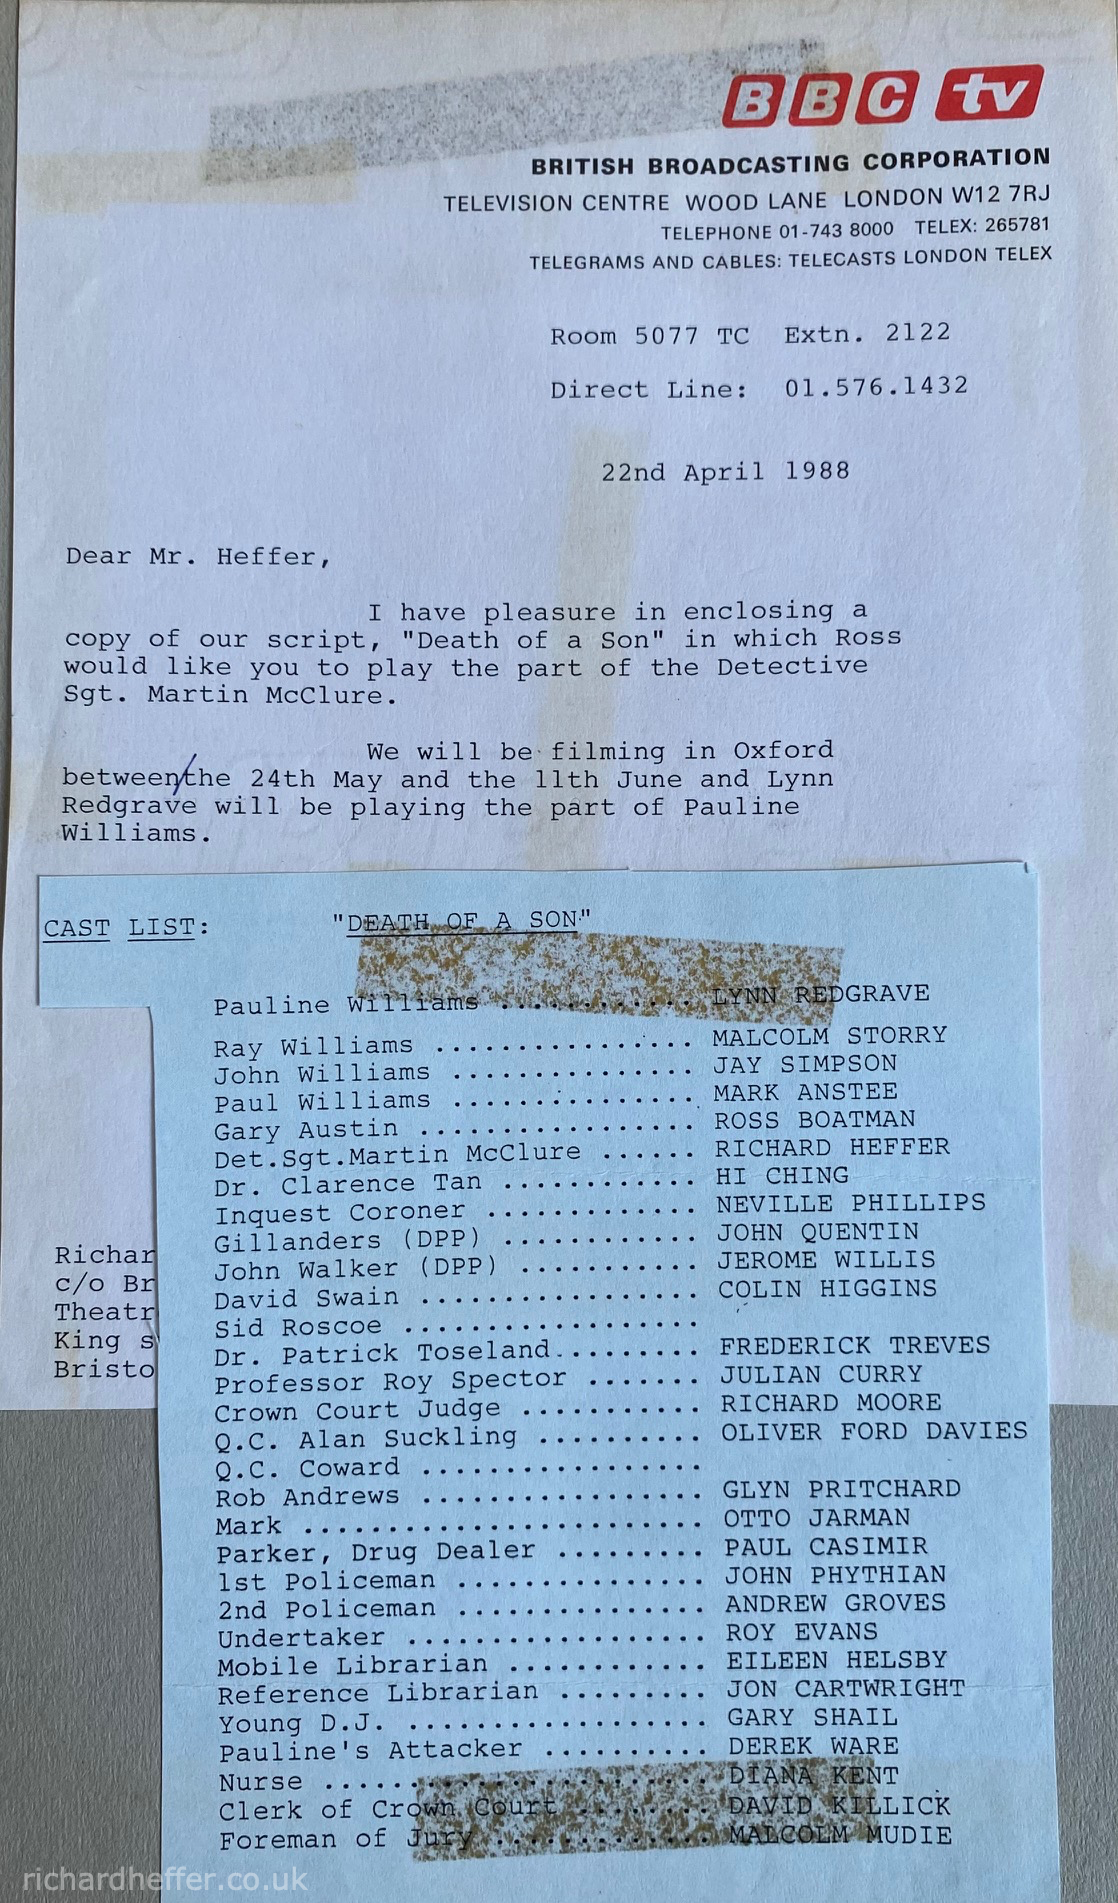 BBC tv
BRITISH BROADCASTING CORPORATION
TELEVISION CENTRE WOOD LANE LONDON W12 7RJ
TELEPHONE 01-743 8000 TELEX: 265781
TELEGRAMS AND CABLES: TELECASTS LONDON TELEX
Room 5077 TC Extn. 2122
Direct Line: 01.576.1432
22nd April 1988
Dear Mr. Heffer,
I have pleasure in enclosing a
copy of our script, "Death of a Son" in which Ross
would like you to play the part of the Detective
Sgt. Martin McClure.
We will be filming in Oxford
between/the 24th May and the 11th June and Lynn
Redgrave will be playing the part of Pauline
Williams.
CAST LIST: "DEATH OF A SON"
Pauline Williams ............ LYNN REDGRAVE
Ray Williams ................ MALCOLM STORRY
John Williams ............... JAY SIMPSON
Paul Williams ............... MARK ANSTEE
Gary Austin ................. ROSS BOATMAN
Det.Sgt.Martin McClure ...... RICHARD HEFFER
Dr. Clarence Tan ............ HI CHING
Inquest Coroner ............. NEVILLE PHILLIPS
Gillanders (DPP) ............ JOHN QUENTIN
John Walker (DPP) ........... JEROME WILLIS
David Swain ................. COLIN HIGGINS
Sid Roscoe ..................
Dr. Patrick Toseland......... FREDERICK TREVES
Professor Roy Spector ....... JULIAN CURRY
Crown Court Judge ........... RICHARD MOORE
Q.C. Alan Suckling .......... OLIVER FORD DAVIES
Q.C. Coward .................
Rob Andrews ................. GLYN PRITCHARD
Mark ........................ OTTO JARMAN
Parker, Drug Dealer ......... PAUL CASIMIR
1st Policeman ............... JOHN PHYTHIAN
2nd Policeman ............... ANDREW GROVES
Undertaker .................. ROY EVANS
Mobile Librarian ............ EILEEN HELSBY
Reference Librarian ......... JON CARTWRIGHT
Young D.J. .................. GARY SHAIL
Pauline's Attacker .......... DEREK WARE
Nurse ........................ DIANA KENT
Clerk of Crown Court ........ DAVID KILLICK
Foreman of Jury ............. MALCOLM MUDIE
Richar
c/o Br
Theatr
King s
Bristo
richardheffer.co.uk